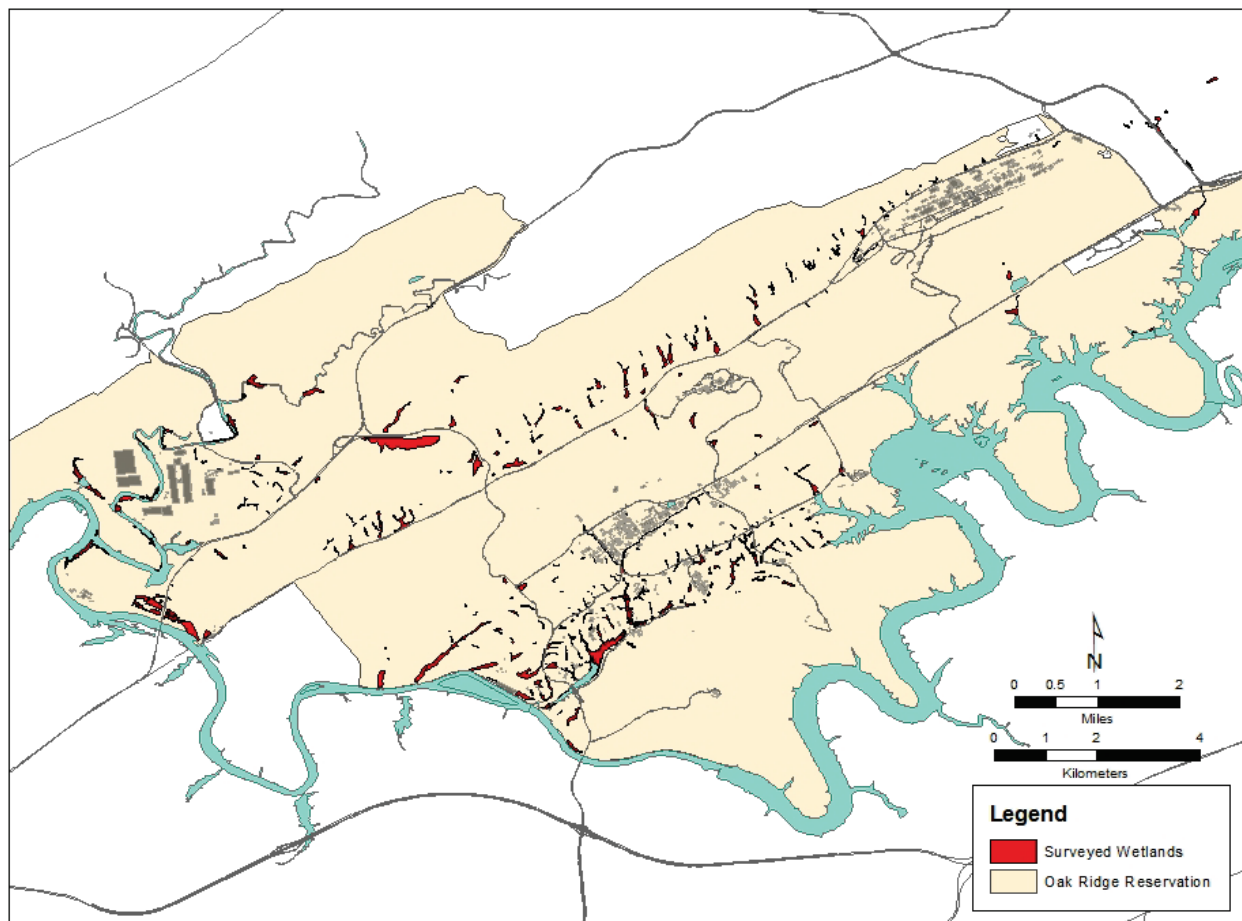 N
0 0.5 1 2
Miles
0 1 2 4
Kilometers
Legend
Surveyed Wetlands
Oak Ridge Reservation